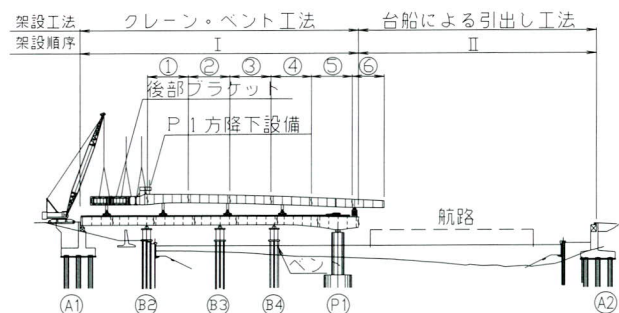 架設工法 クレーン・ベント工法 台船による引出し工法
架設順序 Ⅰ Ⅱ
① ② ③ ④ ⑤ ⑥
後部ブラケット
P1方降下設備
航路
ベン
A1 B2 B3 B4 P1 A2